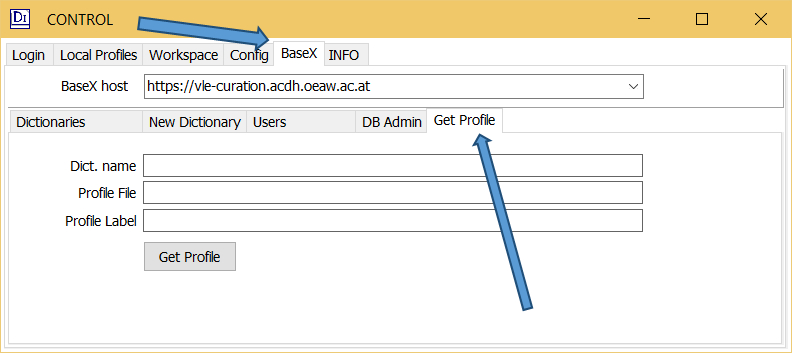 DI CONTROL
Login Local Profiles Workspace Config BaseX INFO
BaseX host https://vle-curation.acdh.oeaw.ac.at
Dictionaries New Dictionary Users DB Admin Get Profile
Dict. name
Profile File
Profile Label
Get Profile